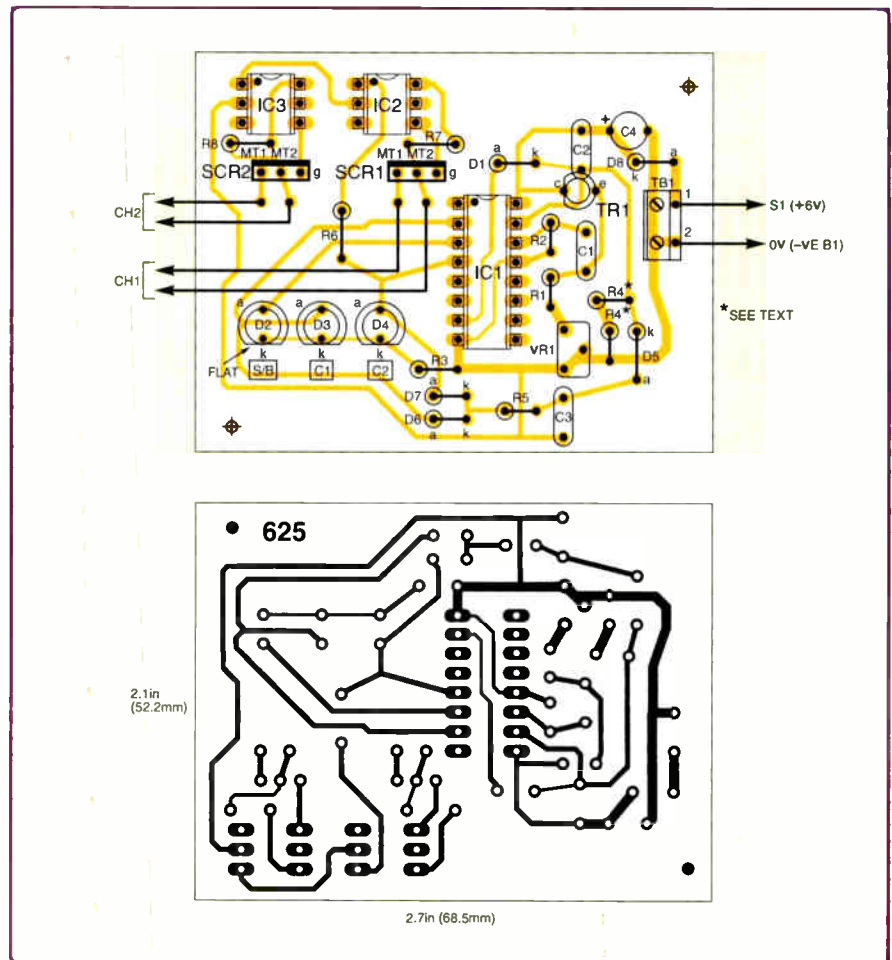 IC3 IC2
+ C4
R8 R7
C2
MT1 MT2 MT1 MT2
a D1 k
a D8
SCR2 g SCR1 g
k
TB1
c e
TR1
1 S1 (+6V)
CH2
R6
R2 C1
2 0V (–VE B1)
IC1
CH1
R1
R4*
*SEE TEXT
a a a
D2 D3 D4
R4*
k
VR1
D5
FLAT k k k
R3
S/B C1 C2
a
D7 k
a
R5
D6 k
a
C3
625
2.1in
(52.2mm)
2.7in (68.5mm)